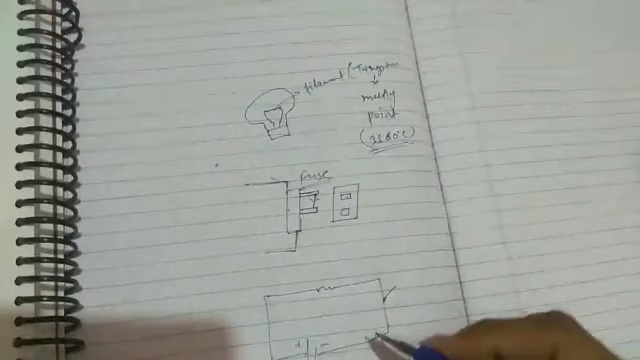 filament (Tungsten
melting
point
(3380°C)
fuse